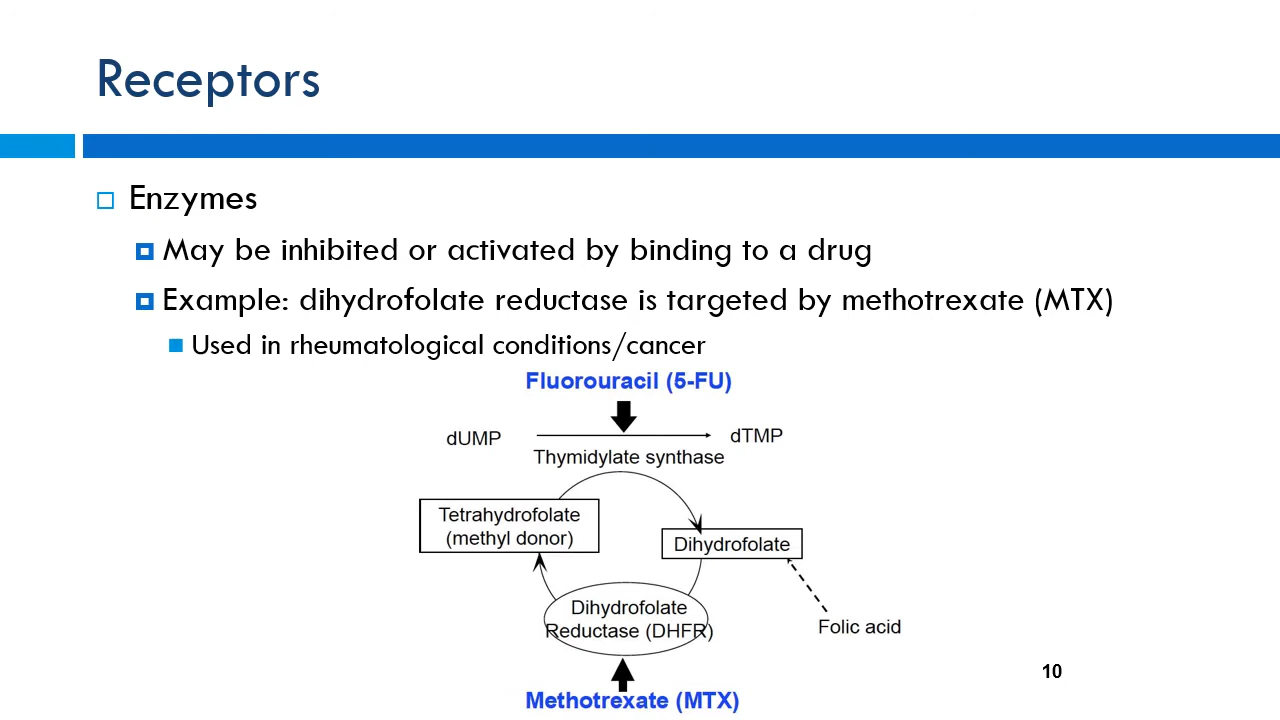 Receptors
Enzymes
May be inhibited or activated by binding to a drug
Example: dihydrofolate reductase is targeted by methotrexate (MTX)
Used in rheumatological conditions/cancer
Fluorouracil (5-FU)
dUMP
dTMP
Thymidylate synthase
Tetrahydrofolate
(methyl donor)
Dihydrofolate
Dihydrofolate
Reductase (DHFR)
Folic acid
Methotrexate (MTX)
10